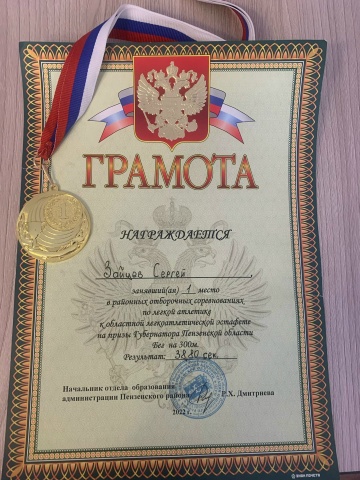 ГРАМОТА
НАГРАЖДАЕТСЯ
Зайцев Сергей
занявший(ая) 1 место
в районных отборочных соревнованиях
по легкой атлетике
к областной легкоатлетической эстафете
на призы Губернатора Пензенской области
Бег на 300м.
Результат: 38.80 сек.
Начальник отдела образования
администрации Пензенского района Р.Х. Дмитриева
2022 г.